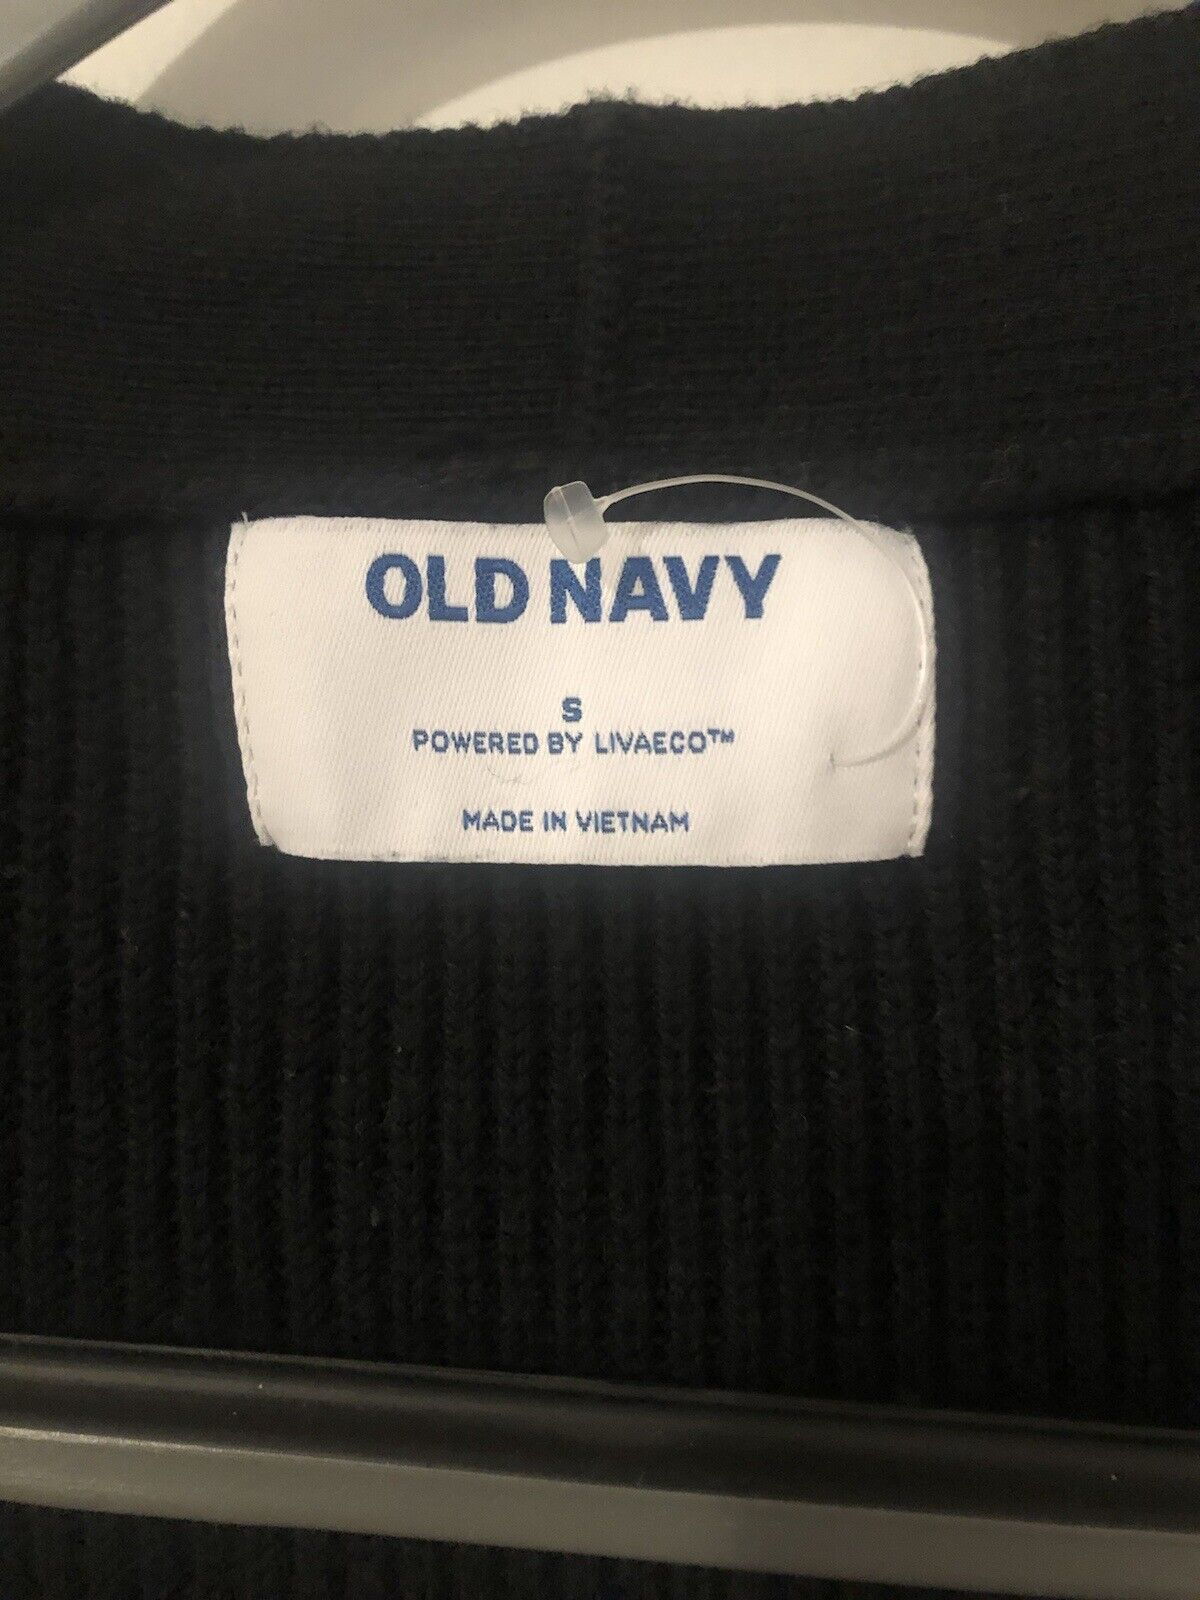 OLD NAVY
S
POWERED BY LIVAECO™
MADE IN VIETNAM